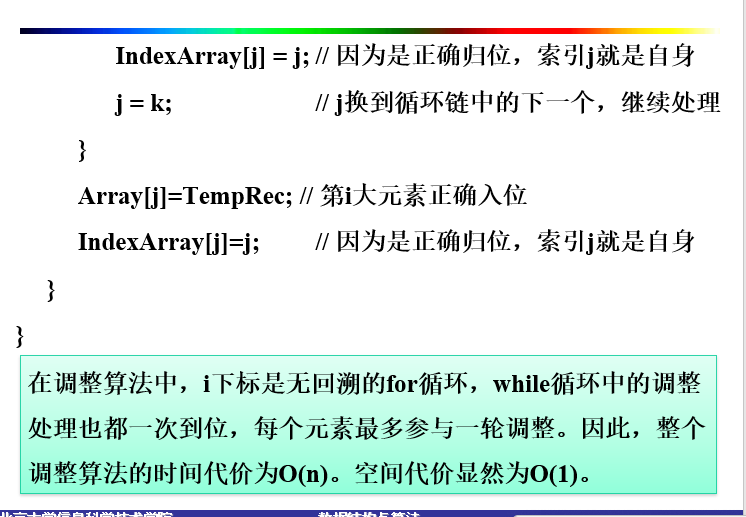 IndexArray[j] = j; // 因为是正确归位，索引j就是自身
j = k; // j换到循环链中的下一个，继续处理
}
Array[j]=TempRec; // 第i大元素正确入位
IndexArray[j]=j; // 因为是正确归位，索引j就是自身
}
}
在调整算法中，i下标是无回溯的for循环，while循环中的调整
处理也都一次到位，每个元素最多参与一轮调整。因此，整个
调整算法的时间代价为O(n)。空间代价显然为O(1)。